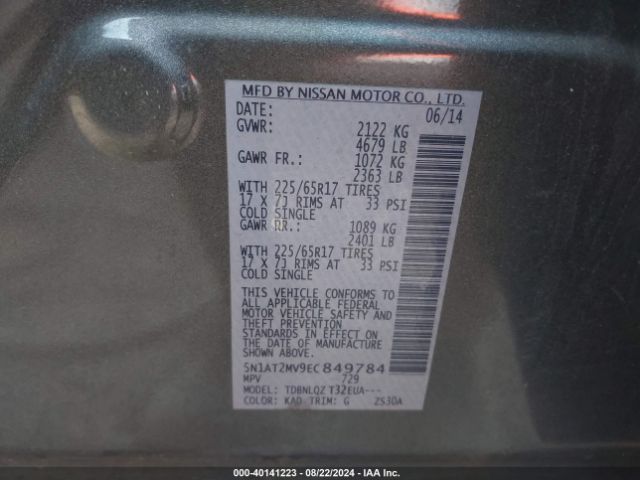 MFD BY NISSAN MOTOR CO., LTD.
DATE: 06/14
GVWR: 2122 KG
4679 LB
GAWR FR.: 1072 KG
2363 LB
WITH 225/65R17 TIRES
17 X 7J RIMS AT 33 PSI
COLD SINGLE
GAWR RR.: 1089 KG
2401 LB
WITH 225/65R17 TIRES
17 X 7J RIMS AT 33 PSI
COLD SINGLE
THIS VEHICLE CONFORMS TO
ALL APPLICABLE FEDERAL
MOTOR VEHICLE SAFETY AND
THEFT PREVENTION
STANDARDS IN EFFECT ON
THE DATE OF MANUFACTURE
SHOWN ABOVE.
5N1AT2MV9EC849784
MPV 729
MODEL: TDBNLQZ T32EUA---
COLOR: KAD TRIM: G 2S30A
000-40141223 - 08/22/2024 - IAA Inc.